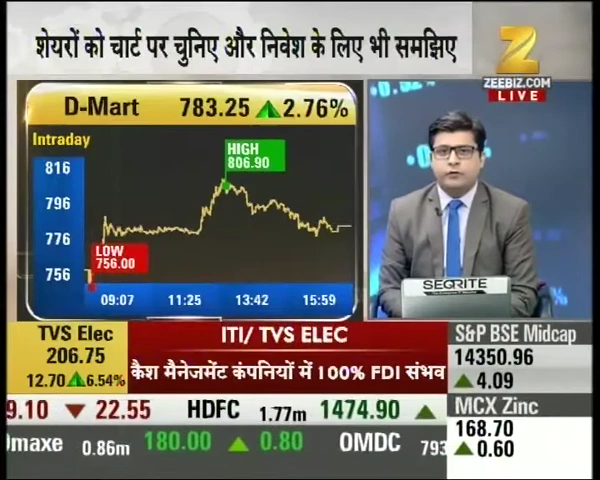 शेयरों को चार्ट पर चुनिए और निवेश के लिए भी समझिए
Z
ZEEBIZ.COM
LIVE
D-Mart 783.25 ▲2.76%
Intraday
816
796
776
756
HIGH
806.90
LOW
756.00
09:07 11:25 13:42 15:59
SEQRITE
TVS Elec
206.75
12.70▲6.54%
ITI/ TVS ELEC
कैश मैनेजमेंट कंपनियों में 100% FDI संभव
S&P BSE Midcap
14350.96
▲4.09
9.10 ▼ 22.55 HDFC 1.77m 1474.90 ▲
MCX Zinc
168.70
▲0.60
Omaxe 0.86m 180.00 ▲ 0.80 OMDC 793